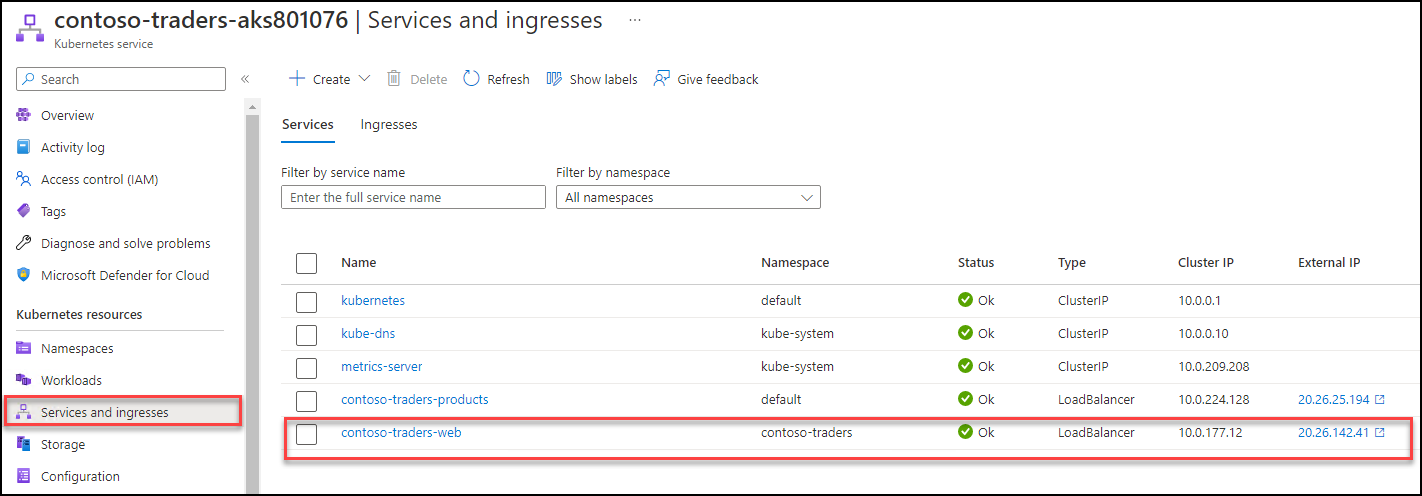 contoso-traders-aks801076 | Services and ingresses ...
Kubernetes service
Search «
Create Delete Refresh Show labels Give feedback
Overview
Activity log
Access control (IAM)
Tags
Diagnose and solve problems
Microsoft Defender for Cloud
Kubernetes resources
Namespaces
Workloads
Services and ingresses
Storage
Configuration
Services Ingresses
Filter by service name Filter by namespace
Enter the full service name All namespaces
Name Namespace Status Type Cluster IP External IP
kubernetes default Ok ClusterIP 10.0.0.1
kube-dns kube-system Ok ClusterIP 10.0.0.10
metrics-server kube-system Ok ClusterIP 10.0.209.208
contoso-traders-products default Ok LoadBalancer 10.0.224.128 20.26.25.194
contoso-traders-web contoso-traders Ok LoadBalancer 10.0.177.12 20.26.142.41